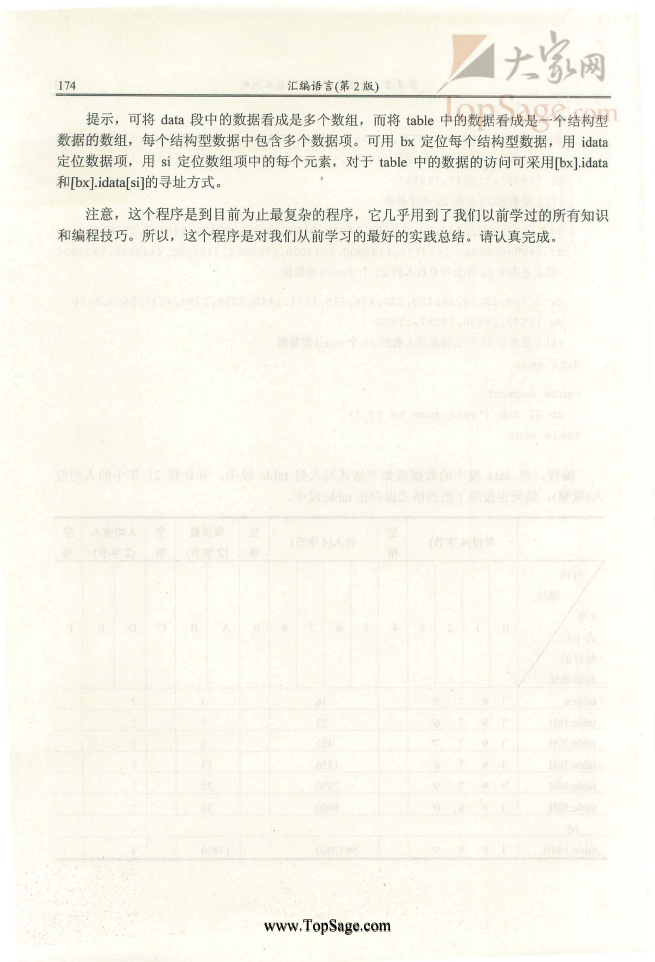 大家网
TopSage.com
174
汇编语言(第 2 版)
提示，可将 data 段中的数据看成是多个数组，而将 table 中的数据看成是一个结构型
数据的数组，每个结构型数据中包含多个数据项。可用 bx 定位每个结构型数据，用 idata
定位数据项，用 si 定位数组项中的每个元素，对于 table 中的数据的访问可采用[bx].idata
和[bx].idata[si]的寻址方式。
注意，这个程序是到目前为止最复杂的程序，它几乎用到了我们以前学过的所有知识
和编程技巧。所以，这个程序是对我们从前学习的最好的实践总结。请认真完成。
www.TopSage.com